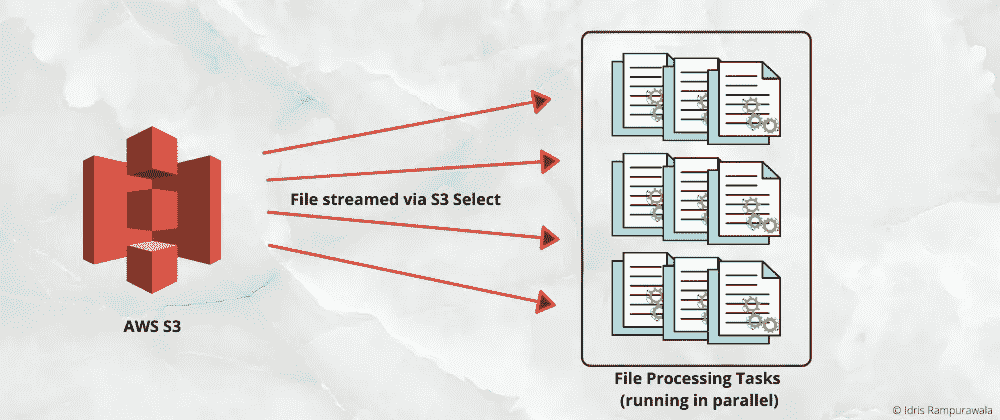 File streamed via S3 Select
AWS S3
File Processing Tasks
(running in parallel)
© Idris Rampurawala